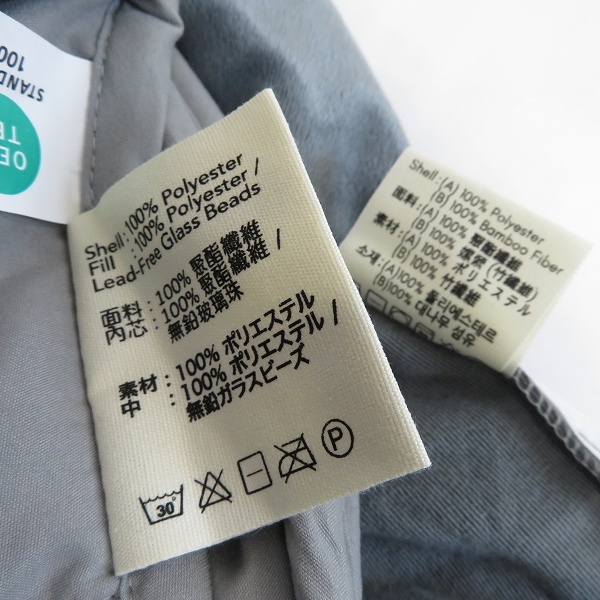 STAND
100
OE
TE
Shell:100% Polyester
Fill :100% Polyester /
Lead-Free Glass Beads
面料:100% 聚酯纖維
內芯:100% 聚酯纖維 /
無鉛玻璃珠
素材:100% ポリエステル
中 :100% ポリエステル /
無鉛ガラスビーズ
30°
P
Shell:(A) 100% Polyester
(B) 100% Bamboo Fiber
面料:(A) 100% 聚酯纖維
(B) 100% (竹纖維)
素材:(A) 100% ポリエステル
(B) 100% 竹纖維
소재:(A) 100% 폴리에스테르
(B) 100% 대나무 섬유